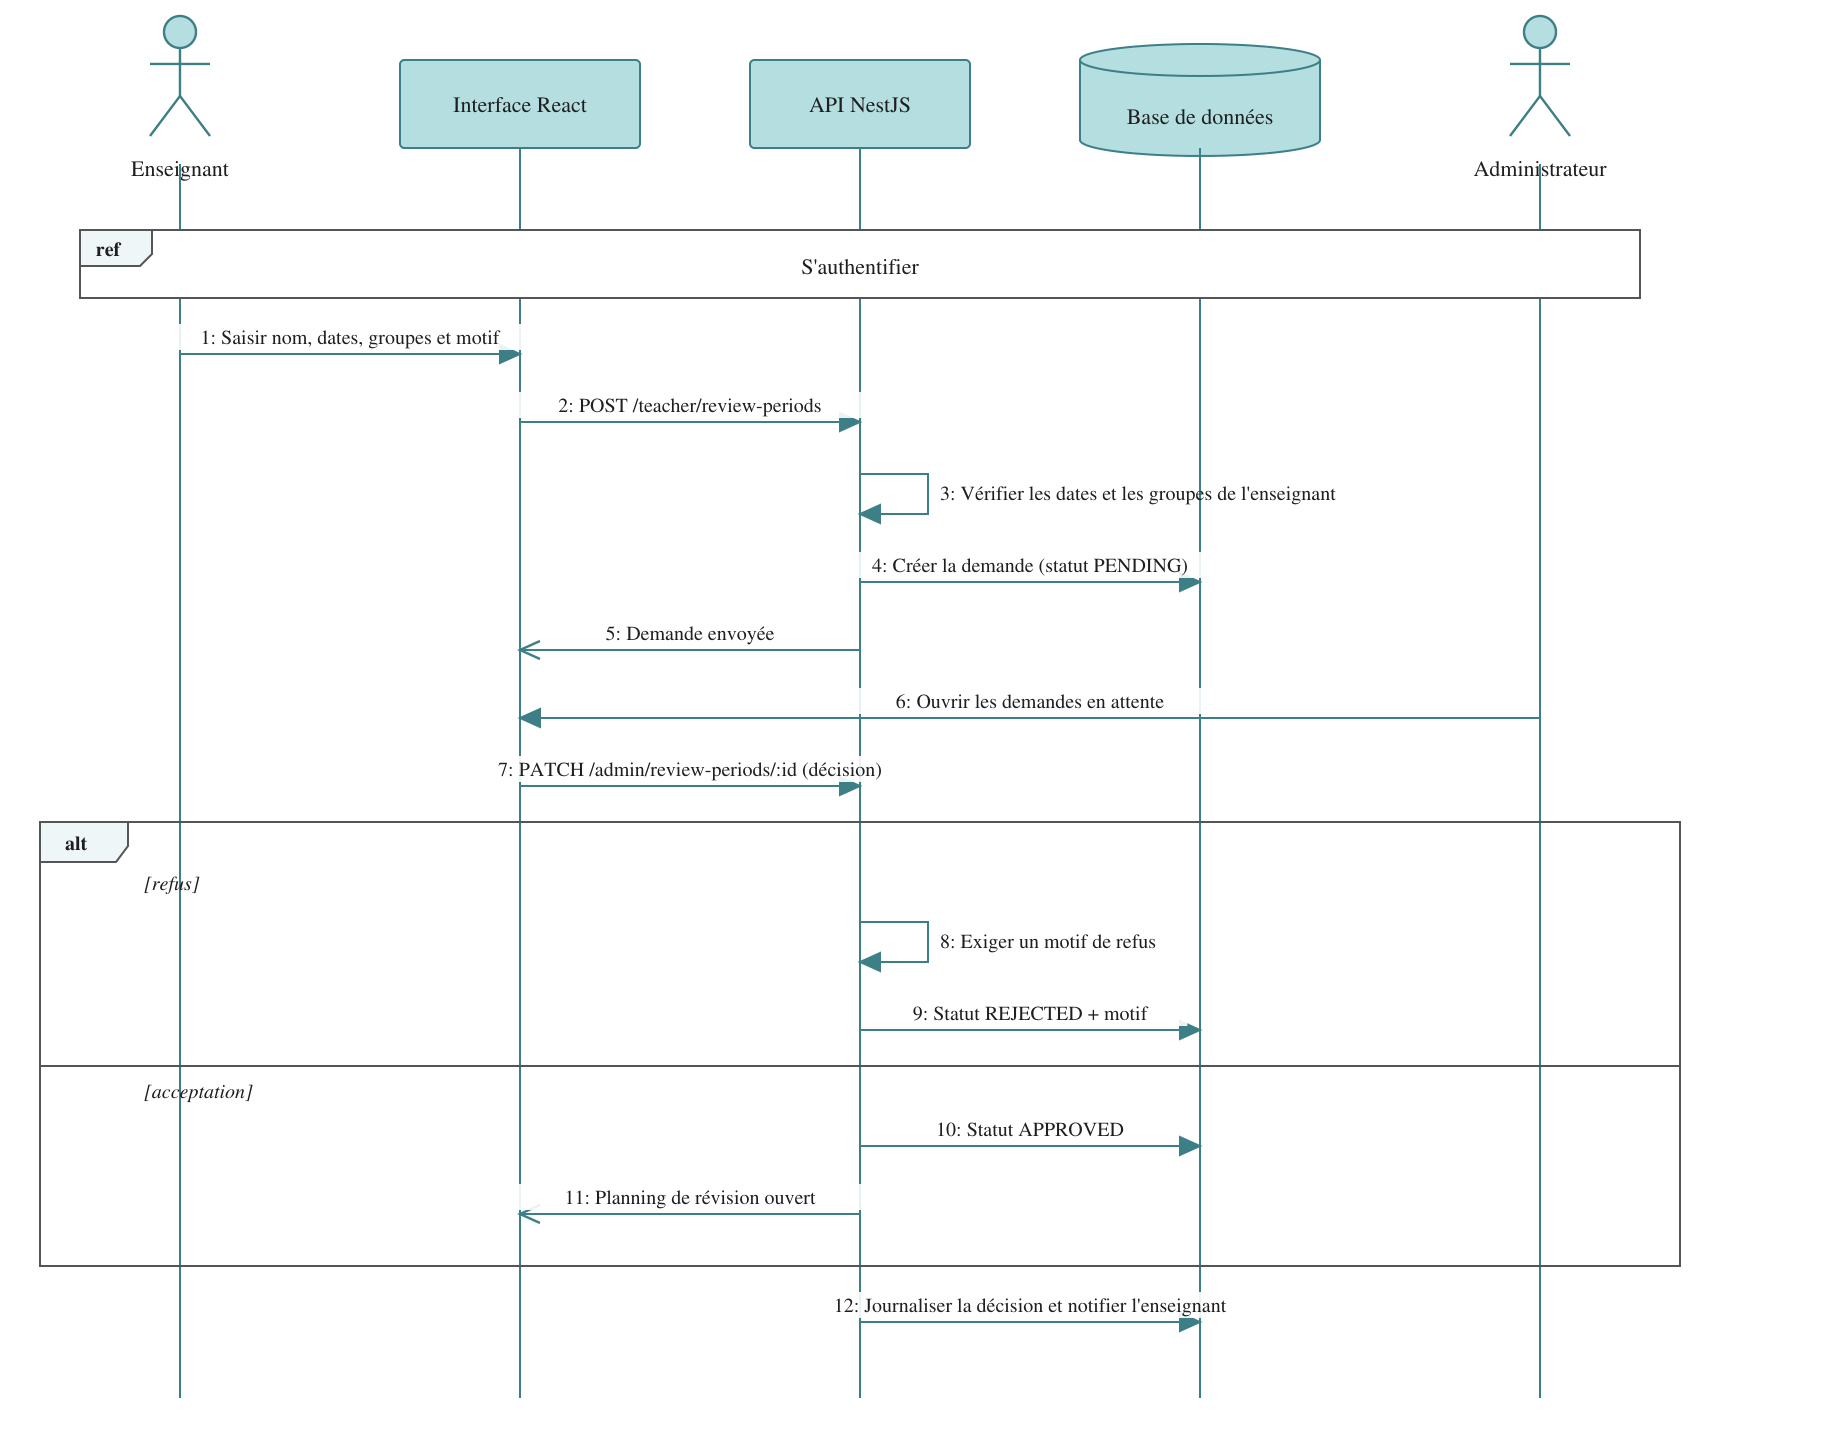 Interface React
API NestJS
Base de données
Enseignant
Administrateur
ref
S'authentifier
1: Saisir nom, dates, groupes et motif
2: POST /teacher/review-periods
3: Vérifier les dates et les groupes de l'enseignant
4: Créer la demande (statut PENDING)
5: Demande envoyée
6: Ouvrir les demandes en attente
7: PATCH /admin/review-periods/:id (décision)
alt
[refus]
8: Exiger un motif de refus
9: Statut REJECTED + motif
[acceptation]
10: Statut APPROVED
11: Planning de révision ouvert
12: Journaliser la décision et notifier l'enseignant